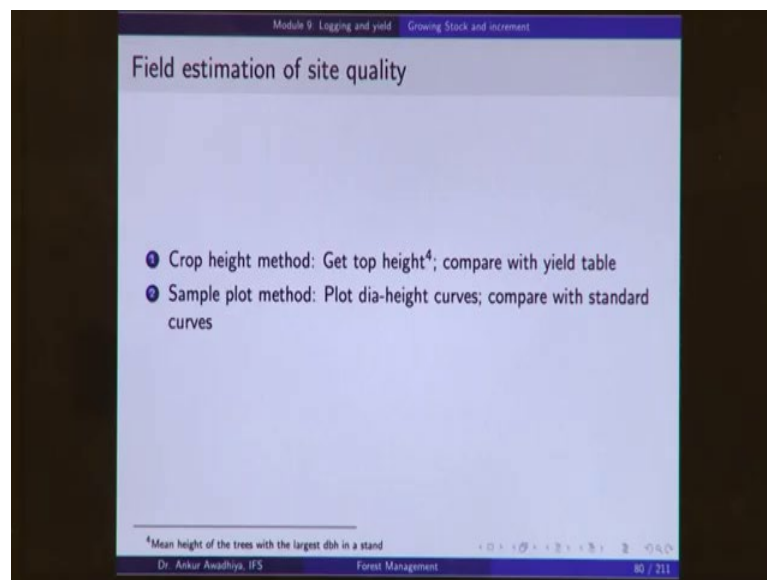 Module 9: Logging and yield Growing Stock and increment
Field estimation of site quality
1 Crop height method: Get top height4; compare with yield table
2 Sample plot method: Plot dia-height curves; compare with standard
curves
4Mean height of the trees with the largest dbh in a stand
Dr. Ankur Awadhiya, IFS Forest Management 80 / 211